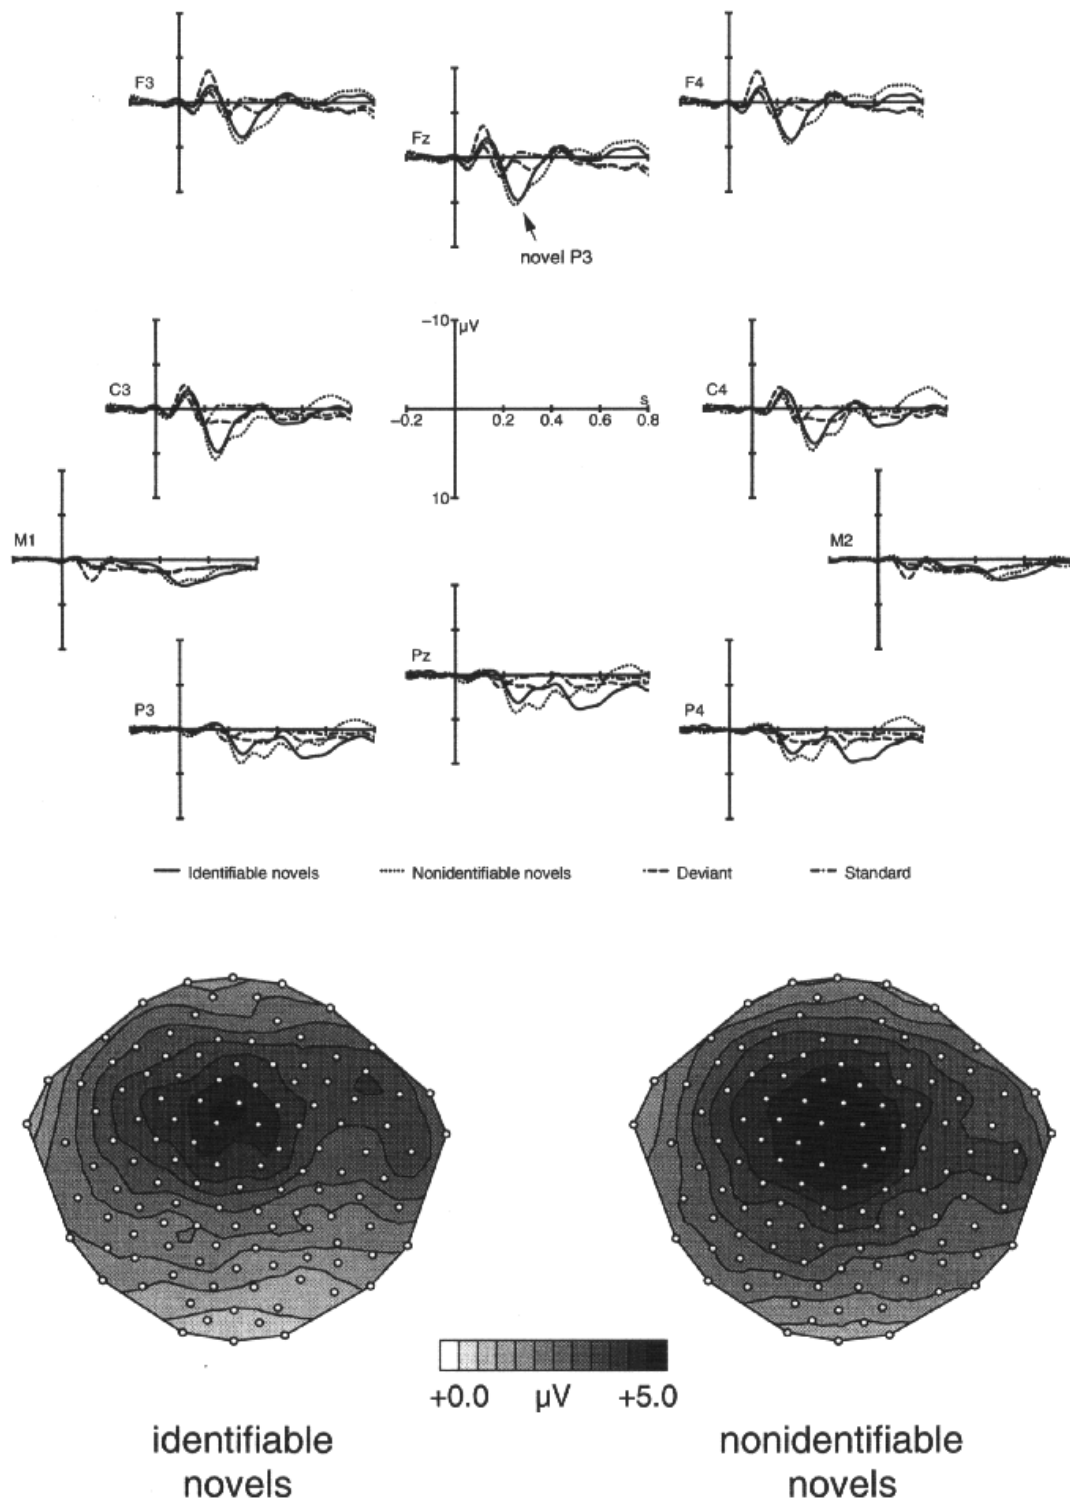 F3
F4
Fz
novel P3
−10
µV
C3
C4
s
−0.2
0.2
0.4
0.6
0.8
10
M1
M2
Pz
P3
P4
Identifiable novels
Nonidentifiable novels
Deviant
Standard
+0.0
µV
+5.0
identifiable
novels
nonidentifiable
novels